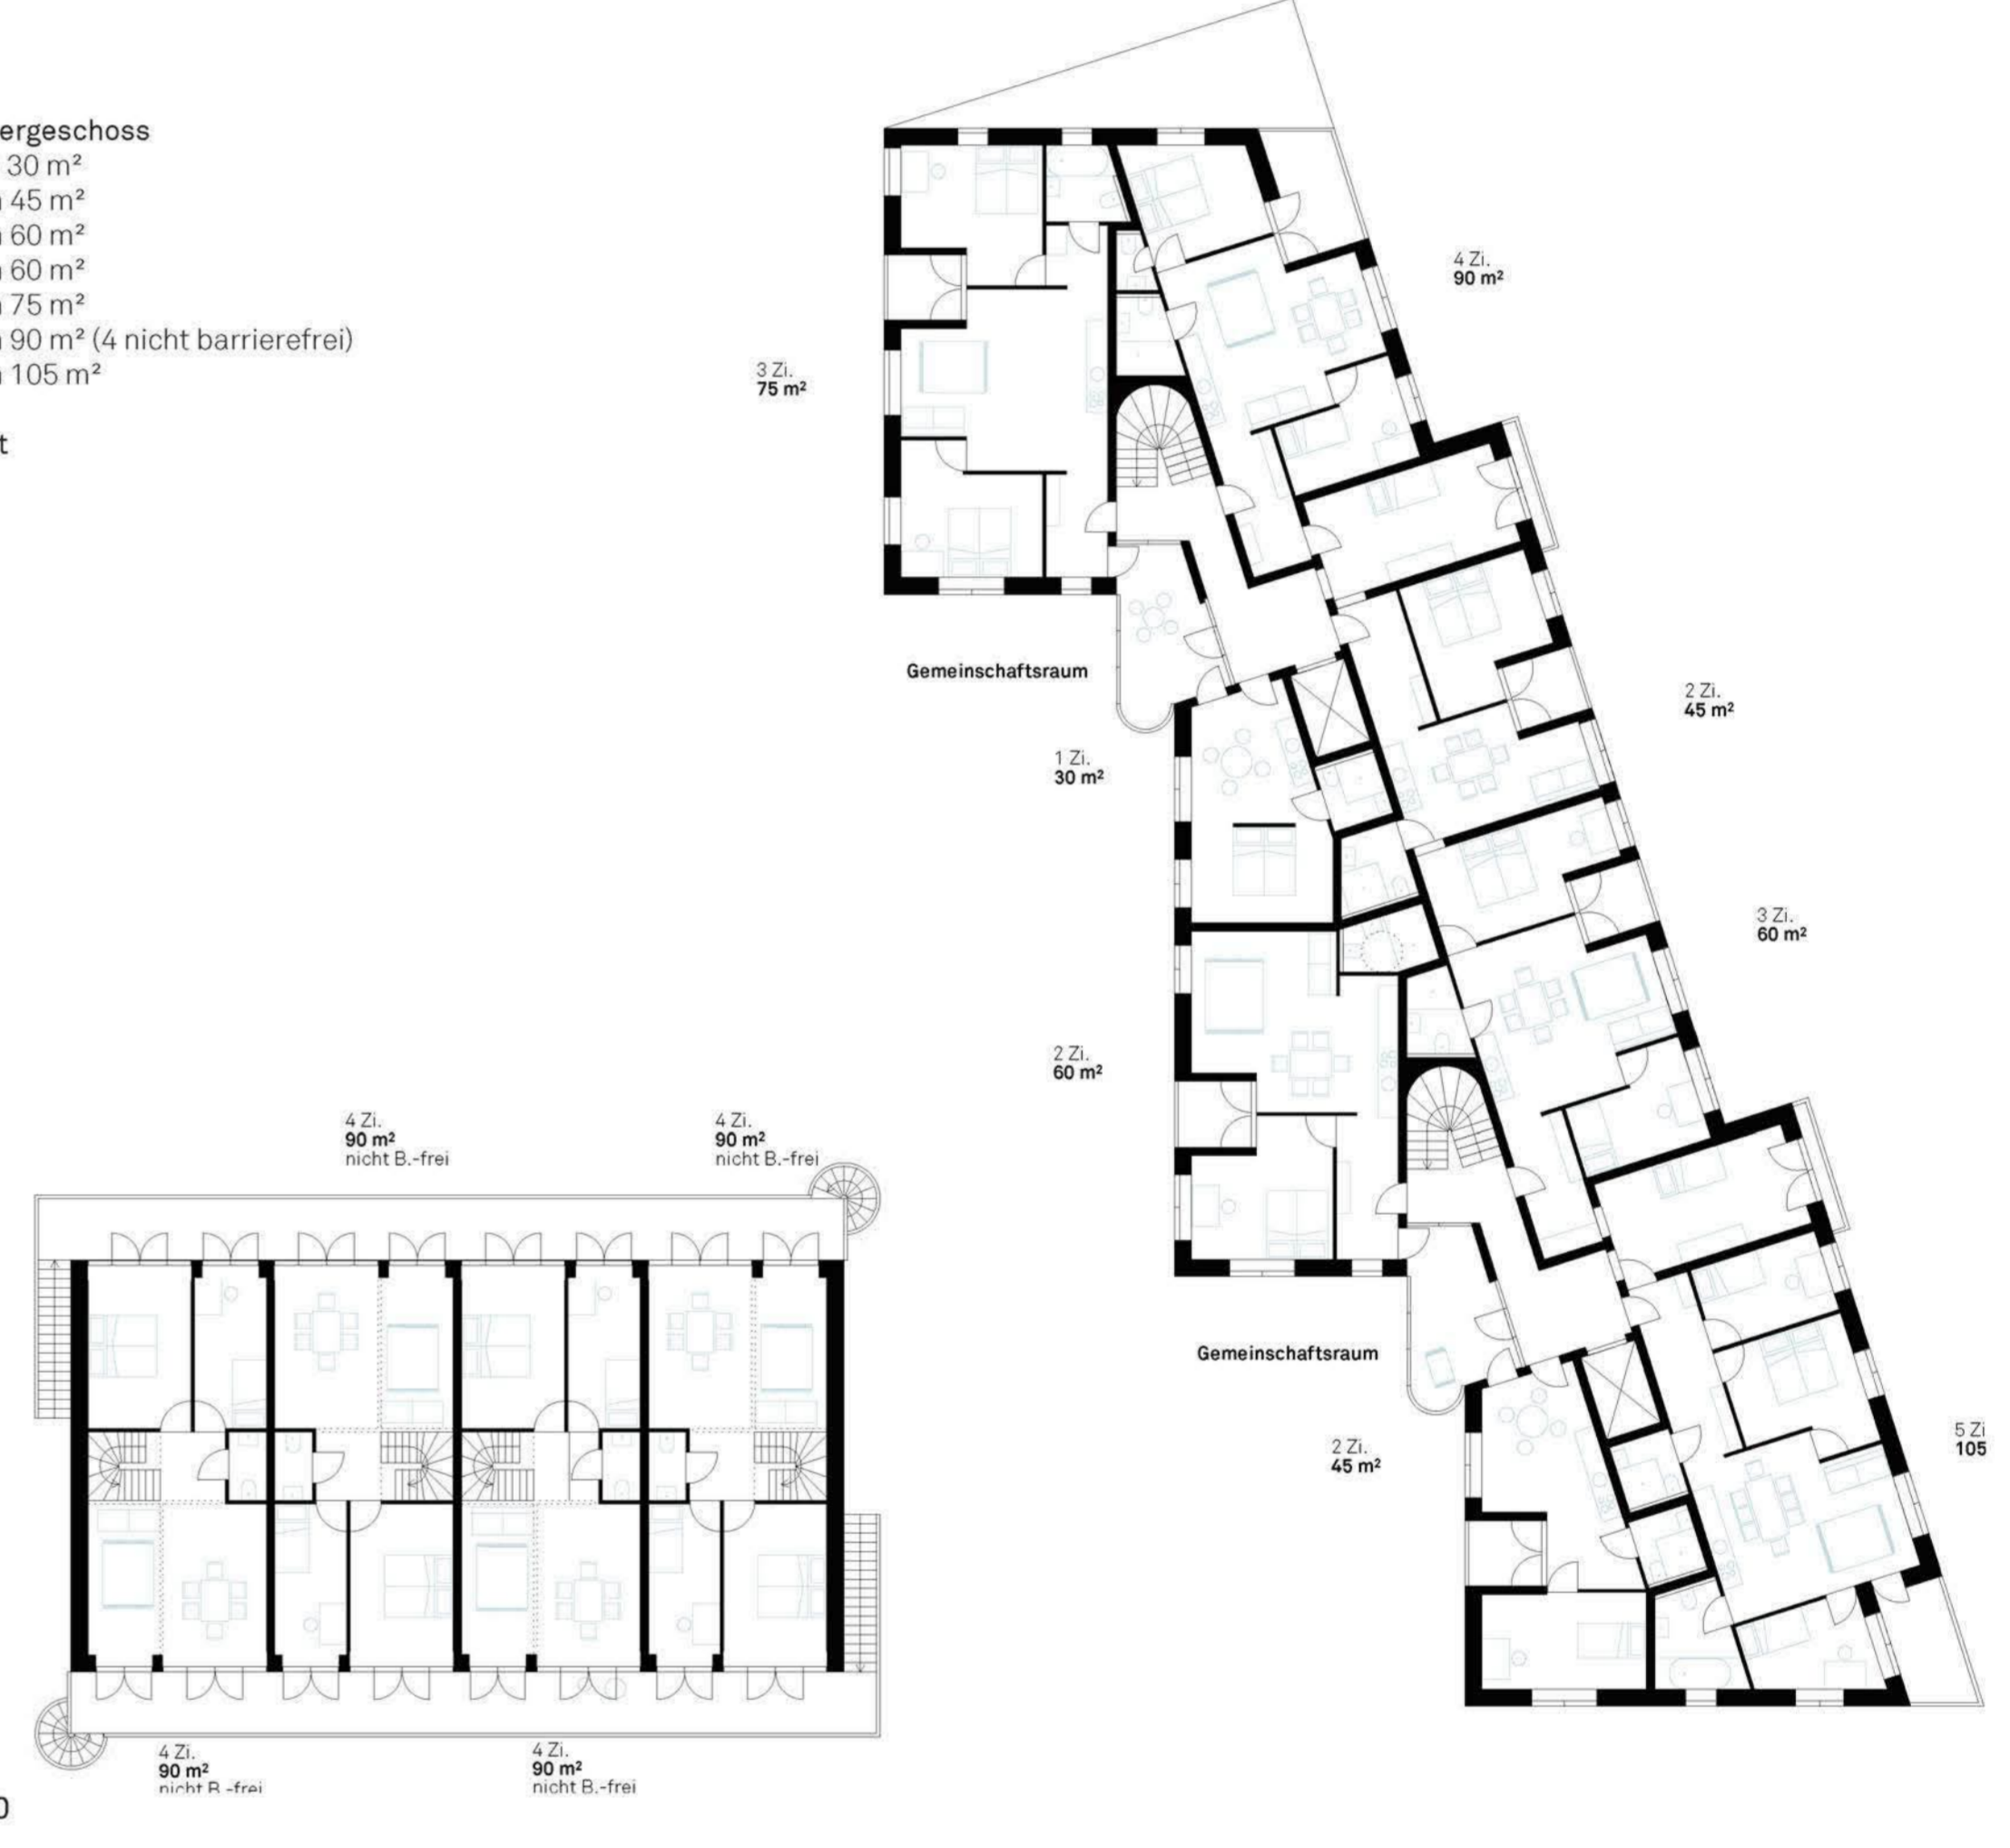 ergeschoss
30 m²
45 m²
60 m²
60 m²
75 m²
90 m² (4 nicht barrierefrei)
105 m²
t
4 Zi.
90 m²
3 Zi.
75 m²
Gemeinschaftsraum
2 Zi.
45 m²
1 Zi.
30 m²
3 Zi.
60 m²
2 Zi.
60 m²
4 Zi.
90 m²
nicht B.-frei
4 Zi.
90 m²
nicht B.-frei
Gemeinschaftsraum
2 Zi.
45 m²
5 Zi
105
4 Zi.
90 m²
nicht B.-frei
4 Zi.
90 m²
nicht B.-frei